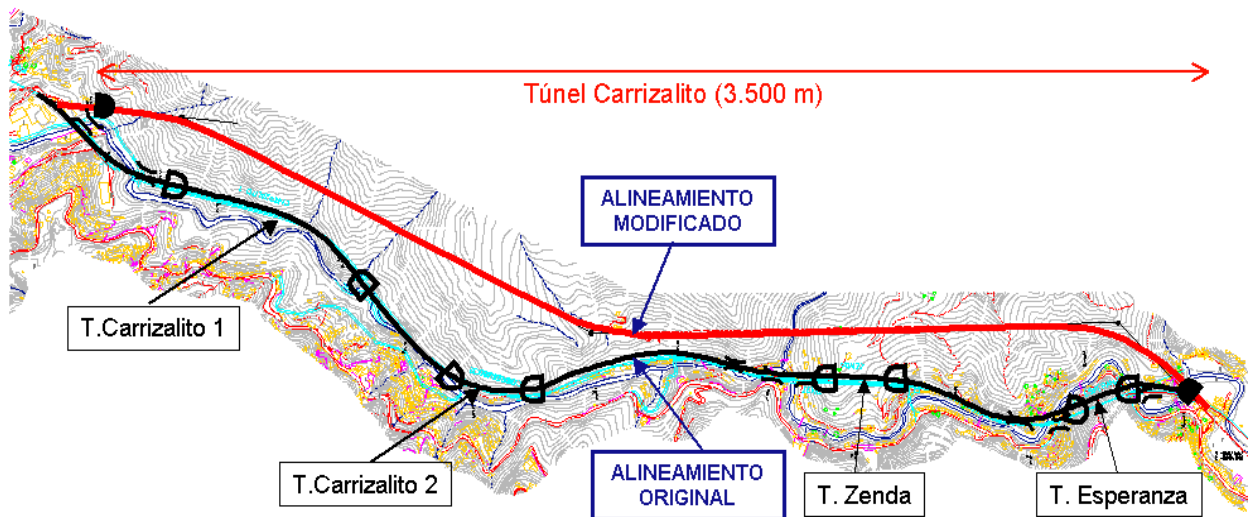 Túnel Carrizalito (3.500 m)
ALINEAMIENTO
MODIFICADO
T.Carrizalito 1
T.Carrizalito 2
ALINEAMIENTO
ORIGINAL
T. Zenda
T. Esperanza